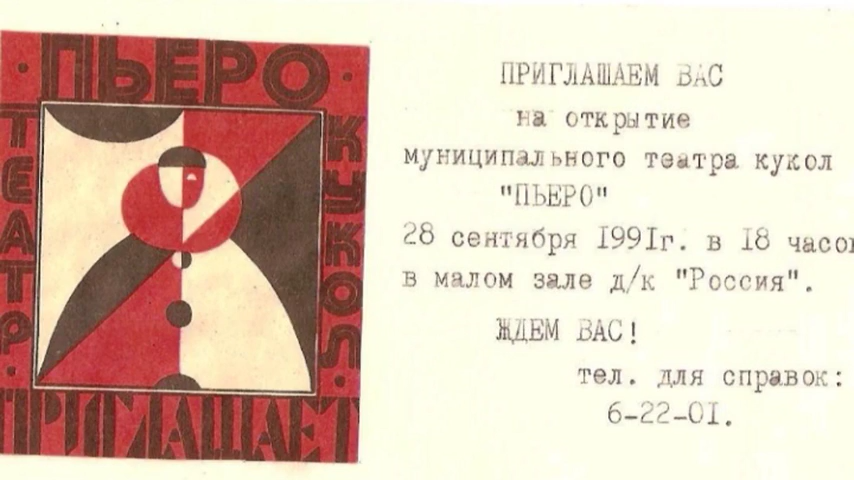 ПЬЕРО
ТЕАТР
КУКОЛ
ПРИГЛАШАЕТ
ПРИГЛАШАЕМ ВАС
на открытие
муниципального театра кукол
"ПЬЕРО"
28 сентября 1991г. в 18 часов
в малом зале д/к "Россия".
ЖДЕМ ВАС!
тел. для справок:
6-22-01.